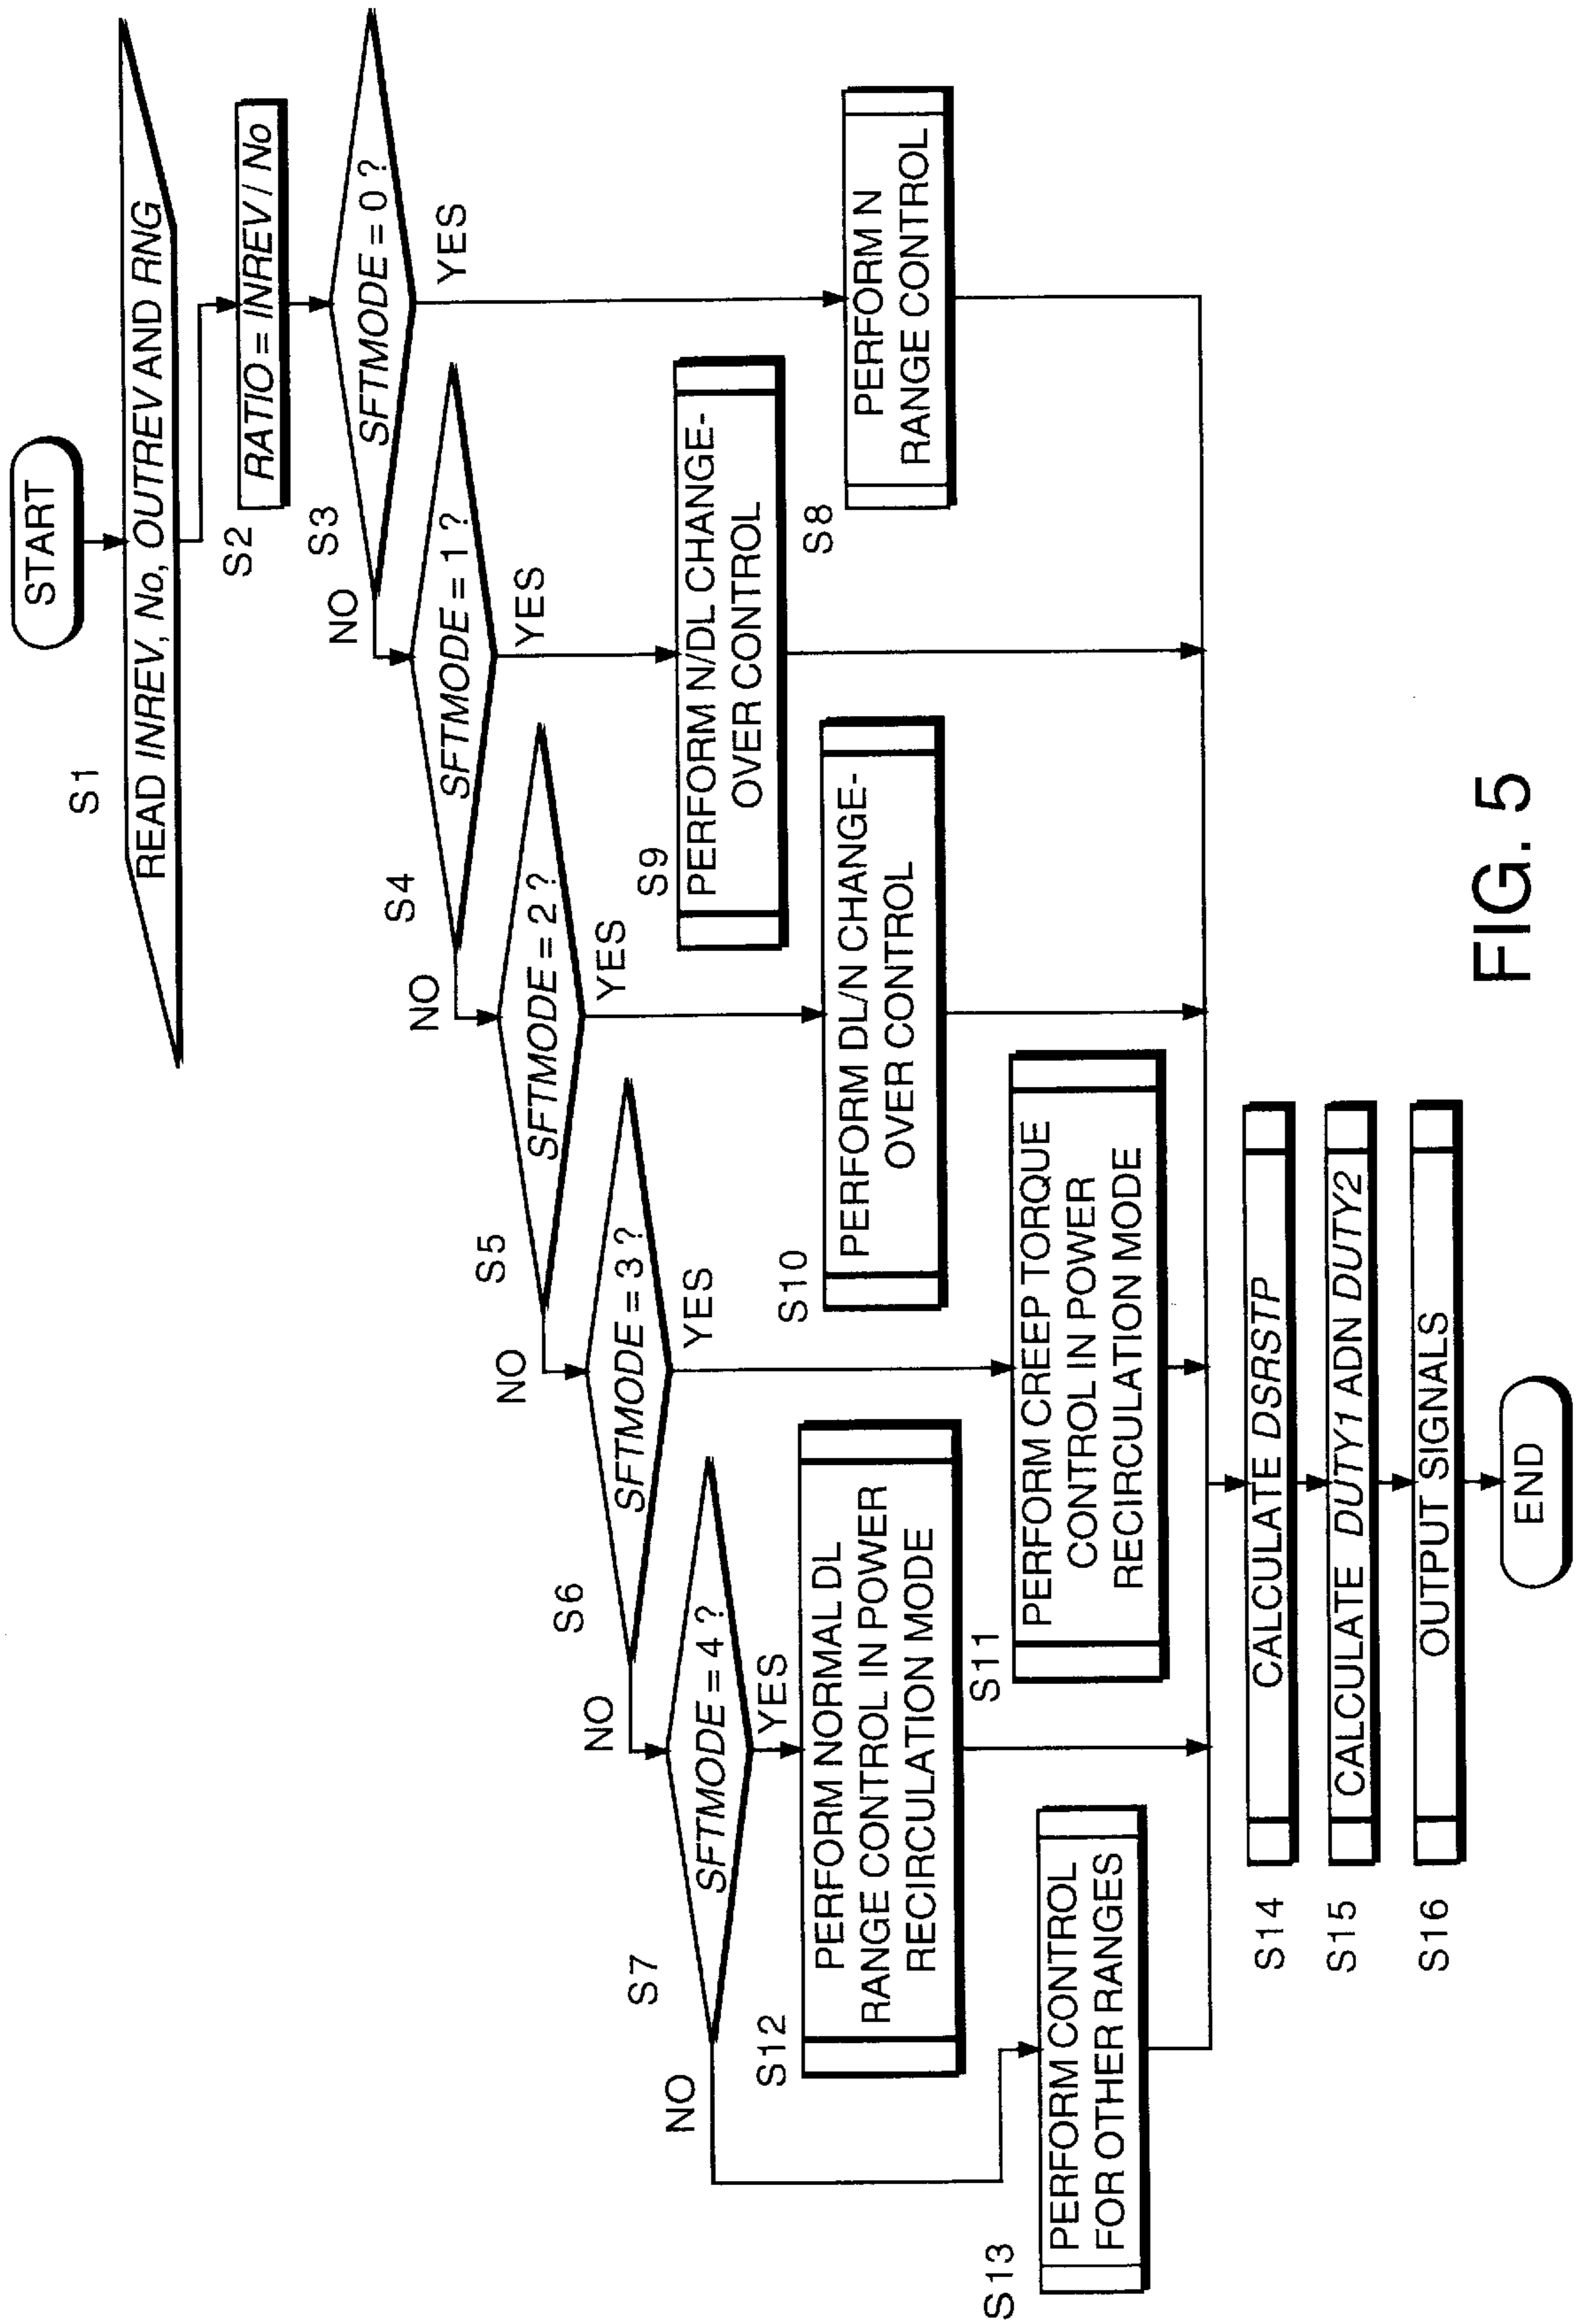 START
S1
READ INREV, No, OUTREV AND RNG
S2
RATIO = INREV / No
S3
SFTMODE = 0 ?
NO
YES
S4
SFTMODE = 1 ?
NO
YES
S5
SFTMODE = 2 ?
NO
YES
S6
SFTMODE = 3 ?
NO
YES
S7
SFTMODE = 4 ?
NO
YES
S8
PERFORM N
RANGE CONTROL
S9
PERFORM N/DL CHANGE-
OVER CONTROL
S10
PERFORM DL/N CHANGE-
OVER CONTROL
S11
PERFORM CREEP TORQUE
CONTROL IN POWER
RECIRCULATION MODE
S12
PERFORM NORMAL DL
RANGE CONTROL IN POWER
RECIRCULATION MODE
S13
PERFORM CONTROL
FOR OTHER RANGES
S14
CALCULATE DSRSTP
S15
CALCULATE DUTY1 ADN DUTY2
S16
OUTPUT SIGNALS
END
FIG. 5